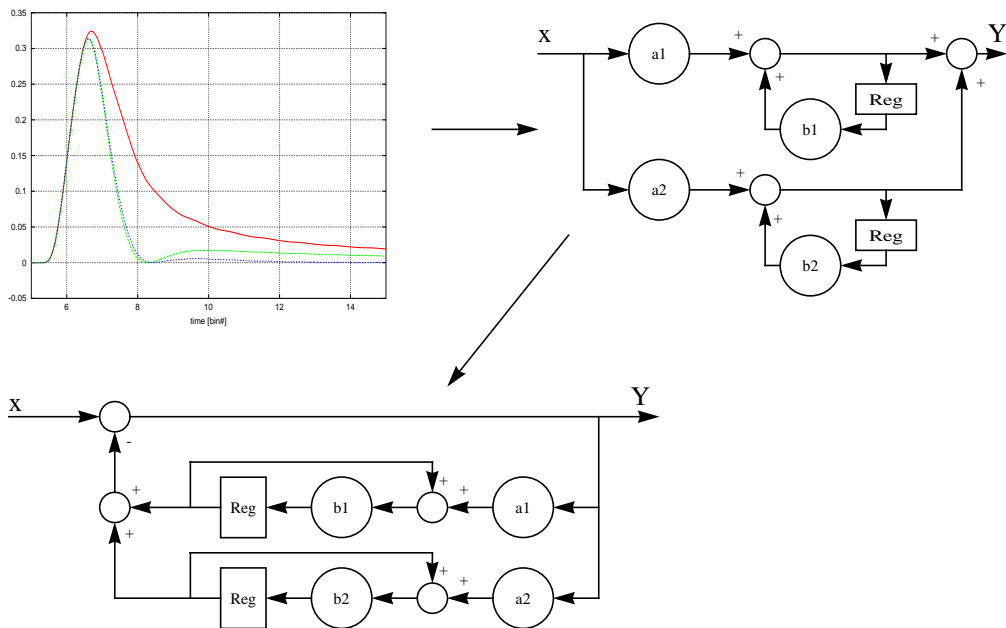 0.35
0.3
0.25
0.2
0.15
0.1
0.05
0
-0.05
6 8 10 12 14
time [bin#]
x a1 + + Y
+ +
Reg
b1
a2 +
+
Reg
b2
x Y
-
+ + +
Reg b1 a1
+ + +
Reg b2 a2